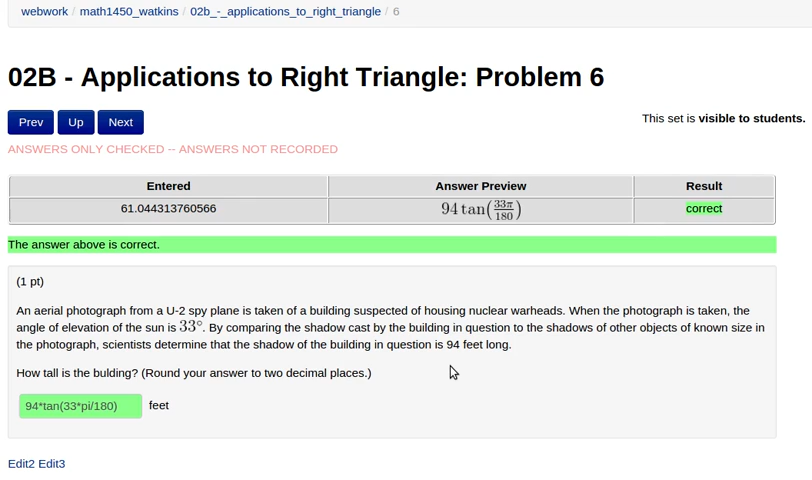 webwork / math1450_watkins / 02b_-_applications_to_right_triangle / 6
02B - Applications to Right Triangle: Problem 6
Prev Up Next
This set is visible to students.
ANSWERS ONLY CHECKED -- ANSWERS NOT RECORDED
Entered Answer Preview Result
61.044313760566 94 tan(33π/180) correct
The answer above is correct.
(1 pt)
An aerial photograph from a U-2 spy plane is taken of a building suspected of housing nuclear warheads. When the photograph is taken, the
angle of elevation of the sun is 33°. By comparing the shadow cast by the building in question to the shadows of other objects of known size in
the photograph, scientists determine that the shadow of the building in question is 94 feet long.
How tall is the bulding? (Round your answer to two decimal places.)
94*tan(33*pi/180) feet
Edit2 Edit3